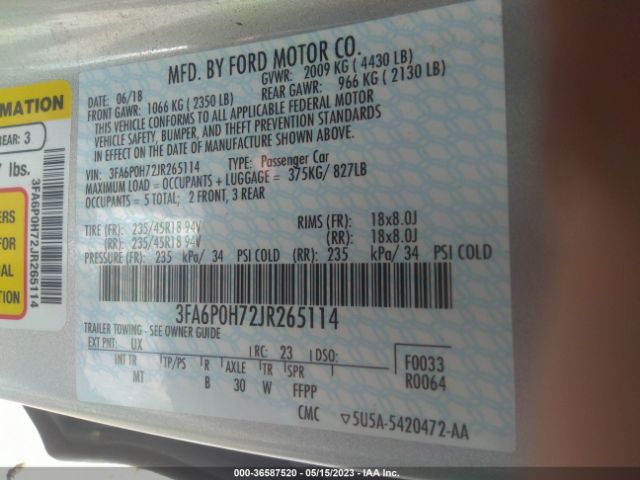 MFD. BY FORD MOTOR CO.
DATE: 06/18 GVWR: 2009 KG ( 4430 LB)
FRONT GAWR: 1066 KG ( 2350 LB) REAR GAWR: 966 KG ( 2130 LB)
THIS VEHICLE CONFORMS TO ALL APPLICABLE FEDERAL MOTOR
VEHICLE SAFETY, BUMPER, AND THEFT PREVENTION STANDARDS
IN EFFECT ON THE DATE OF MANUFACTURE SHOWN ABOVE
VIN: 3FA6P0H72JR265114 TYPE: Passenger Car
MAXIMUM LOAD = OCCUPANTS + LUGGAGE = 375KG/ 827LB
OCCUPANTS = 5 TOTAL; 2 FRONT, 3 REAR
TIRE (FR): 235/45R18 94V RIMS (FR): 18x8.0J
(RR): 235/45R18 94V (RR): 18x8.0J
PRESSURE (FR): 235 kPa/ 34 PSI COLD (RR): 235 kPa/ 34 PSI COLD
3FA6P0H72JR265114
TRAILER TOWING - SEE OWNER GUIDE
EXT PNT: UX RC: 23 DSO: F0033
INT TR TP/PS R AXLE TR SPR R0064
MT B 30 W FFPP
CMC 5U5A-5420472-AA
RMATION
EAR: 3
lbs.
3FA6P0H72JR265114
ERS
FOR
NAL
TION
000-36587520 - 05/15/2023 - IAA Inc.